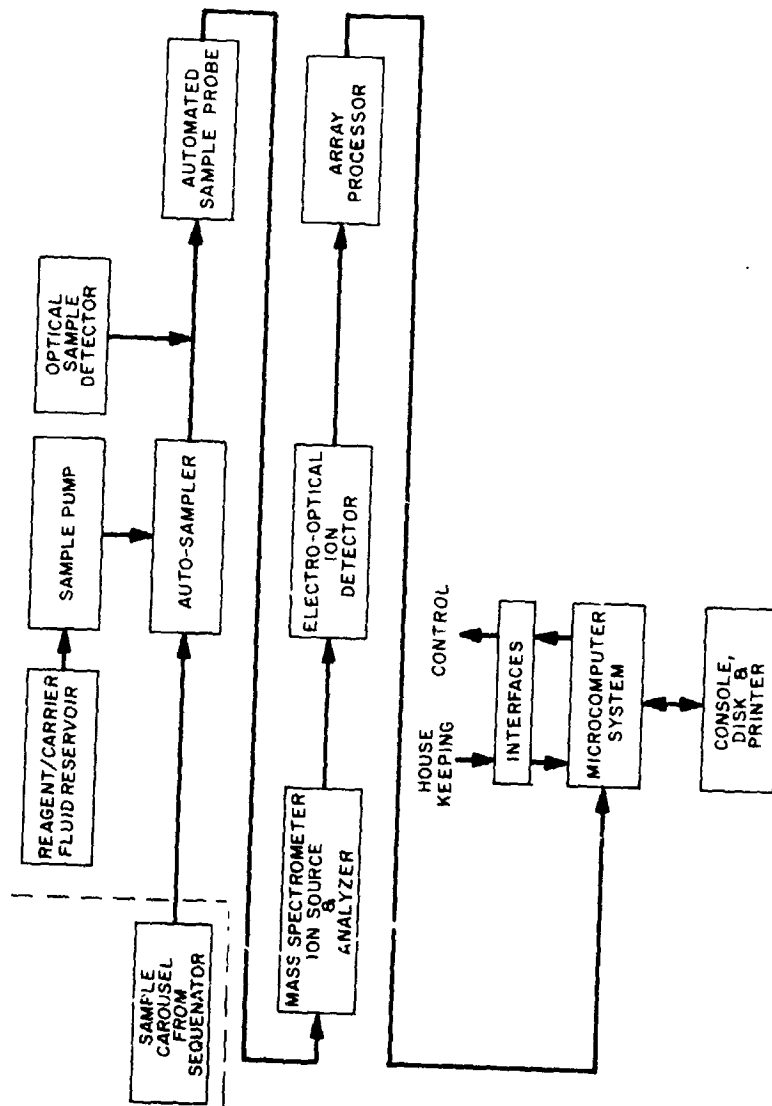 REAGENT/CARRIER
FLUID RESERVOIR
SAMPLE PUMP
OPTICAL
SAMPLE
DETECTOR
SAMPLE
CAROUSEL
FROM
SEQUENATOR
AUTO-SAMPLER
AUTOMATED
SAMPLE PROBE
MASS SPECTROMETER
ION SOURCE
&
ANALYZER
ELECTRO-OPTICAL
ION
DETECTOR
ARRAY
PROCESSOR
HOUSE
KEEPING
CONTROL
INTERFACES
MICROCOMPUTER
SYSTEM
CONSOLE,
DISK &
PRINTER